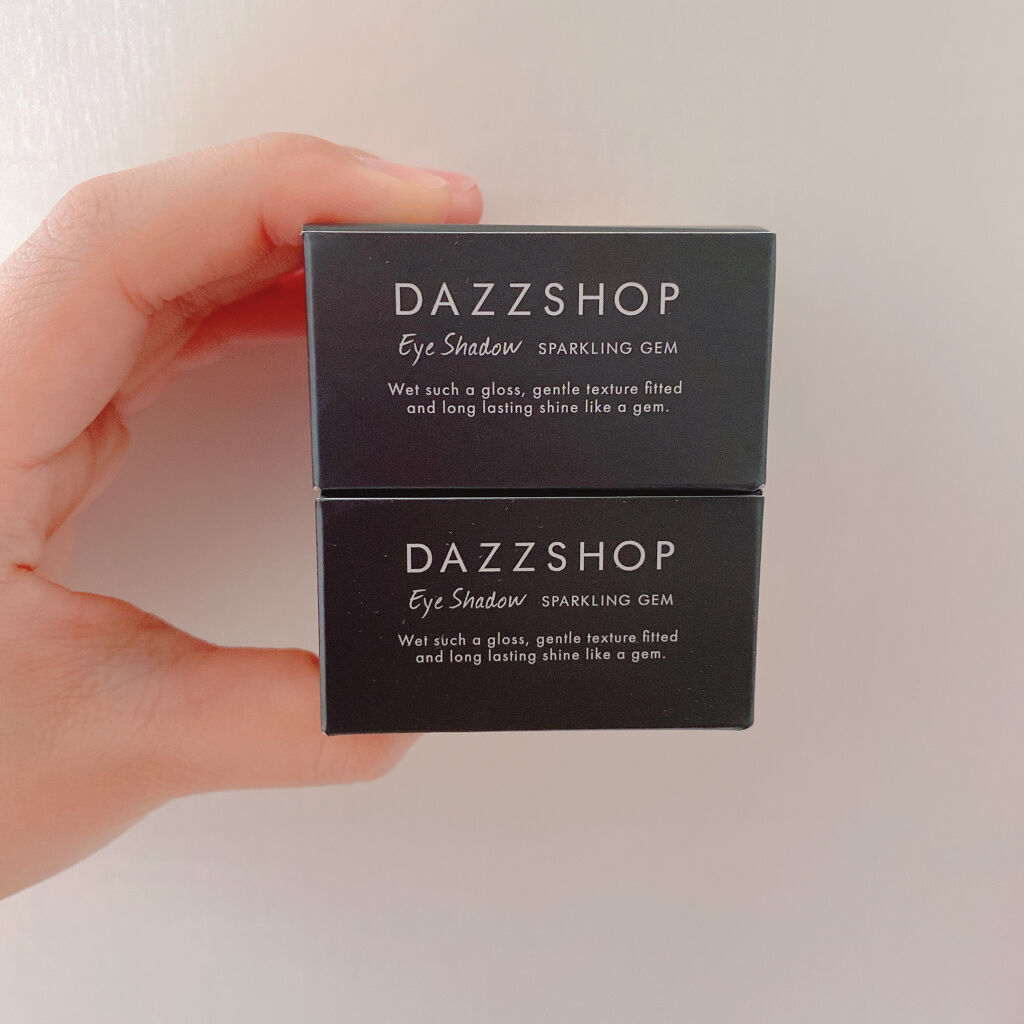 DAZZSHOP
Eye Shadow SPARKLING GEM
Wet such a gloss, gentle texture fitted
and long lasting shine like a gem.
DAZZSHOP
Eye Shadow SPARKLING GEM
Wet such a gloss, gentle texture fitted
and long lasting shine like a gem.